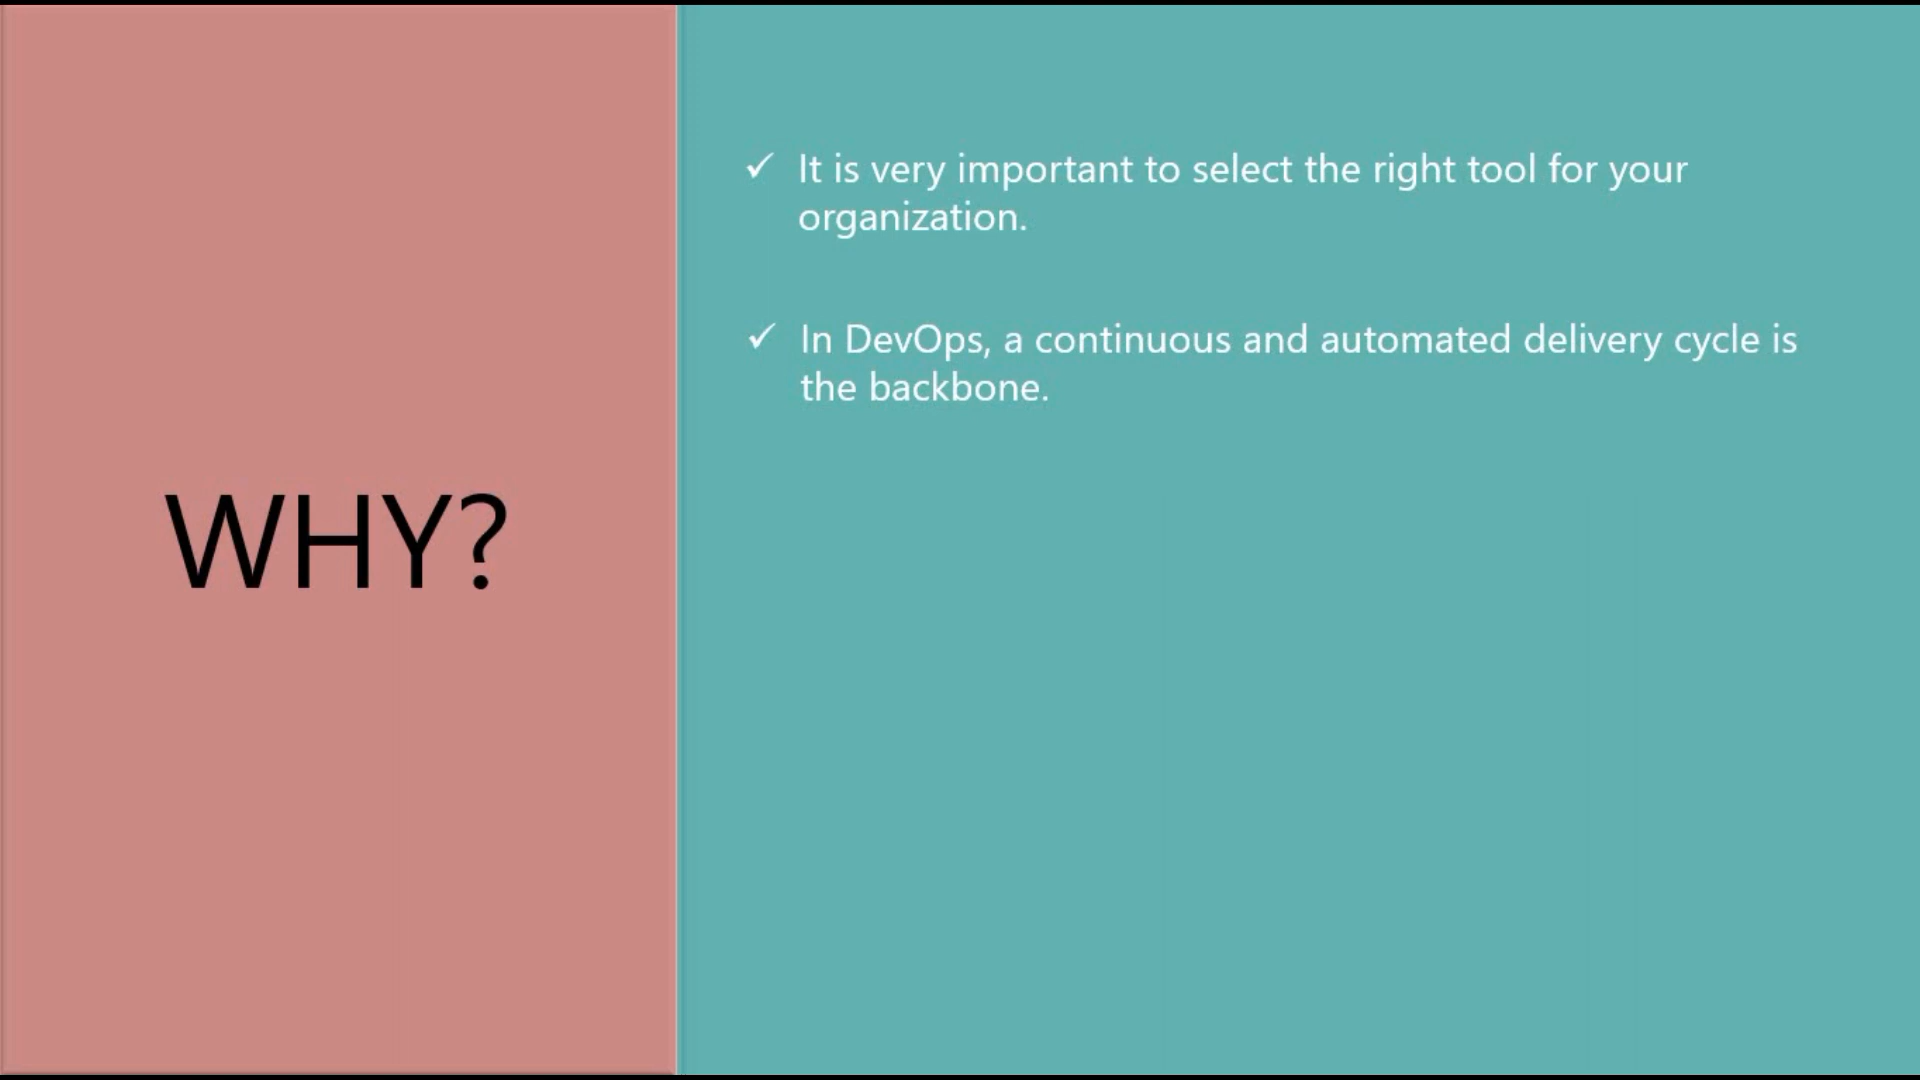 WHY?
✓ It is very important to select the right tool for your
organization.
✓ In DevOps, a continuous and automated delivery cycle is
the backbone.